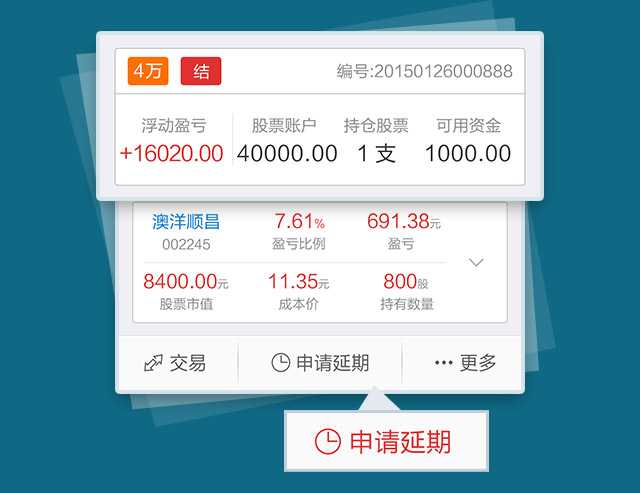 4万 结 编号:20150126000888
浮动盈亏 股票账户 持仓股票 可用资金
+16020.00 40000.00 1 支 1000.00
澳洋顺昌 7.61% 691.38元
002245 盈亏比例 盈亏
8400.00元 11.35元 800股
股票市值 成本价 持有数量
交易 申请延期 ••• 更多
申请延期